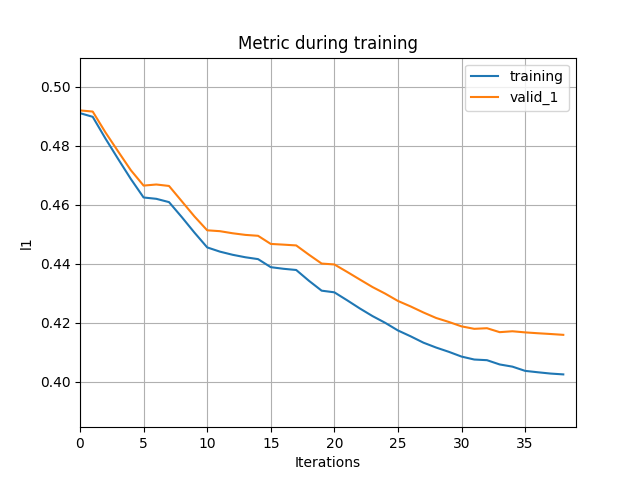 Metric during training
training
valid_1
0.50
0.48
0.46
0.44
0.42
0.40
l1
0 5 10 15 20 25 30 35
Iterations